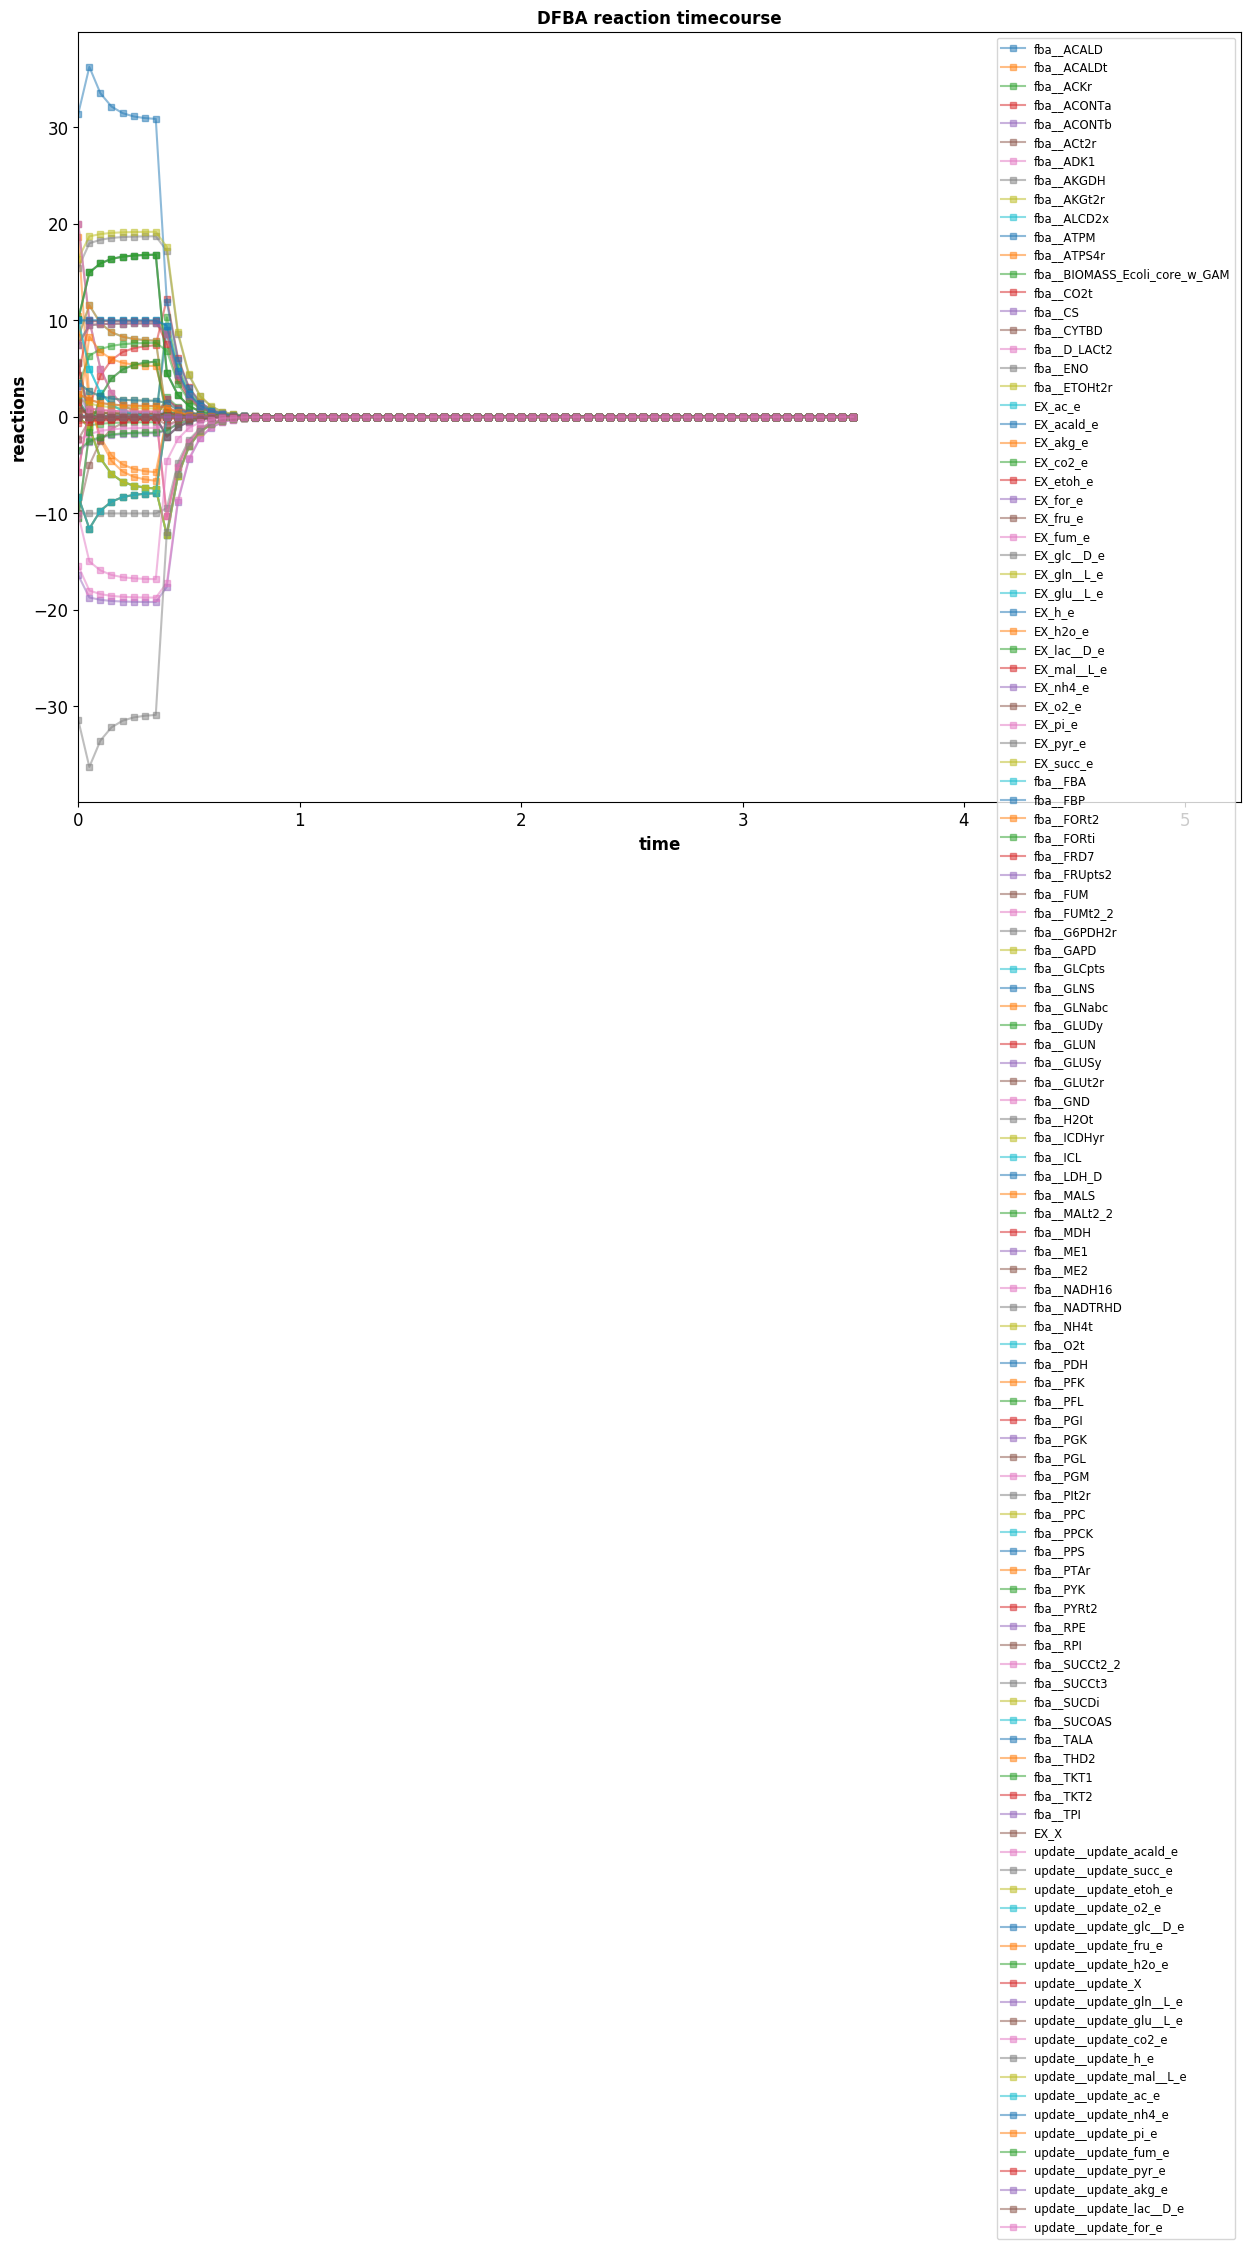 DFBA reaction timecourse
30
20
10
0
−10
−20
−30
reactions
0
1
2
3
4
5
time
fba__ACALD
fba__ACALDt
fba__ACKr
fba__ACONTa
fba__ACONTb
fba__ACt2r
fba__ADK1
fba__AKGDH
fba__AKGt2r
fba__ALCD2x
fba__ATPM
fba__ATPS4r
fba__BIOMASS_Ecoli_core_w_GAM
fba__CO2t
fba__CS
fba__CYTBD
fba__D_LACt2
fba__ENO
fba__ETOHt2r
EX_ac_e
EX_acald_e
EX_akg_e
EX_co2_e
EX_etoh_e
EX_for_e
EX_fru_e
EX_fum_e
EX_glc__D_e
EX_gln__L_e
EX_glu__L_e
EX_h_e
EX_h2o_e
EX_lac__D_e
EX_mal__L_e
EX_nh4_e
EX_o2_e
EX_pi_e
EX_pyr_e
EX_succ_e
fba__FBA
fba__FBP
fba__FORt2
fba__FORti
fba__FRD7
fba__FRUpts2
fba__FUM
fba__FUMt2_2
fba__G6PDH2r
fba__GAPD
fba__GLCpts
fba__GLNS
fba__GLNabc
fba__GLUDy
fba__GLUN
fba__GLUSy
fba__GLUt2r
fba__GND
fba__H2Ot
fba__ICDHyr
fba__ICL
fba__LDH_D
fba__MALS
fba__MALt2_2
fba__MDH
fba__ME1
fba__ME2
fba__NADH16
fba__NADTRHD
fba__NH4t
fba__O2t
fba__PDH
fba__PFK
fba__PFL
fba__PGI
fba__PGK
fba__PGL
fba__PGM
fba__PIt2r
fba__PPC
fba__PPCK
fba__PPS
fba__PTAr
fba__PYK
fba__PYRt2
fba__RPE
fba__RPI
fba__SUCCt2_2
fba__SUCCt3
fba__SUCDi
fba__SUCOAS
fba__TALA
fba__THD2
fba__TKT1
fba__TKT2
fba__TPI
EX_X
update__update_acald_e
update__update_succ_e
update__update_etoh_e
update__update_o2_e
update__update_glc__D_e
update__update_fru_e
update__update_h2o_e
update__update_X
update__update_gln__L_e
update__update_glu__L_e
update__update_co2_e
update__update_h_e
update__update_mal__L_e
update__update_ac_e
update__update_nh4_e
update__update_pi_e
update__update_fum_e
update__update_pyr_e
update__update_akg_e
update__update_lac__D_e
update__update_for_e